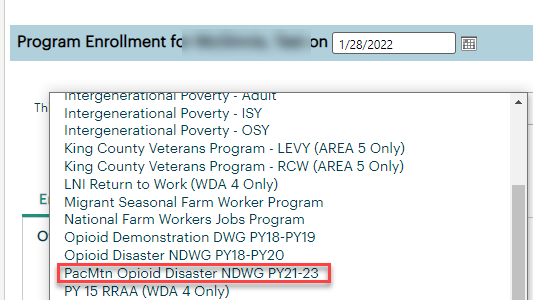 Program Enrollment for on 1/28/2022
Th
Intergenerational Poverty - Adult
Intergenerational Poverty - ISY
Intergenerational Poverty - OSY
King County Veterans Program - LEVY (AREA 5 Only)
King County Veterans Program - RCW (AREA 5 Only)
LNI Return to Work (WDA 4 Only)
Migrant Seasonal Farm Worker Program
National Farm Workers Jobs Program
Opioid Demonstration DWG PY18-PY19
Opioid Disaster NDWG PY18-PY20
PacMtn Opioid Disaster NDWG PY21-23
PY 15 RRAA (WDA 4 Only)